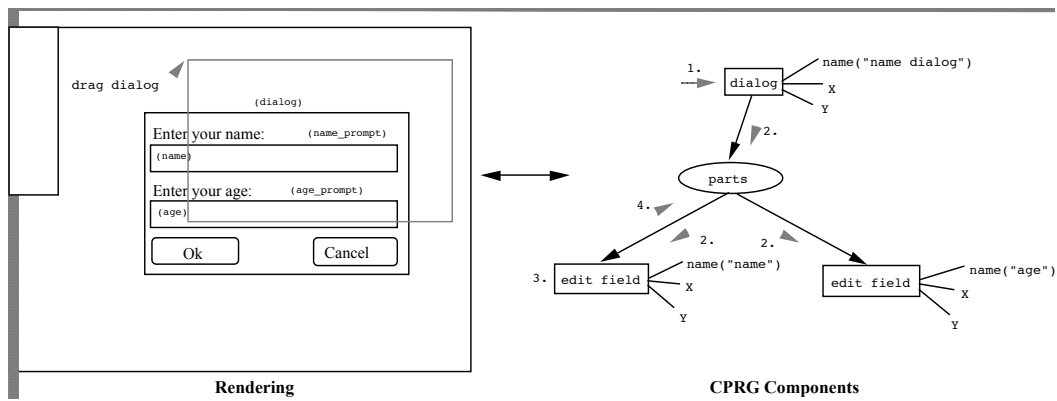 drag dialog
(dialog)
Enter your name: (name_prompt)
(name)
Enter your age: (age_prompt)
(age)
Ok Cancel
Rendering
1.
dialog
name("name dialog")
X
Y
2.
parts
4.
2. 2.
3.
edit field
name("name")
X
Y
edit field
name("age")
X
Y
CPRG Components